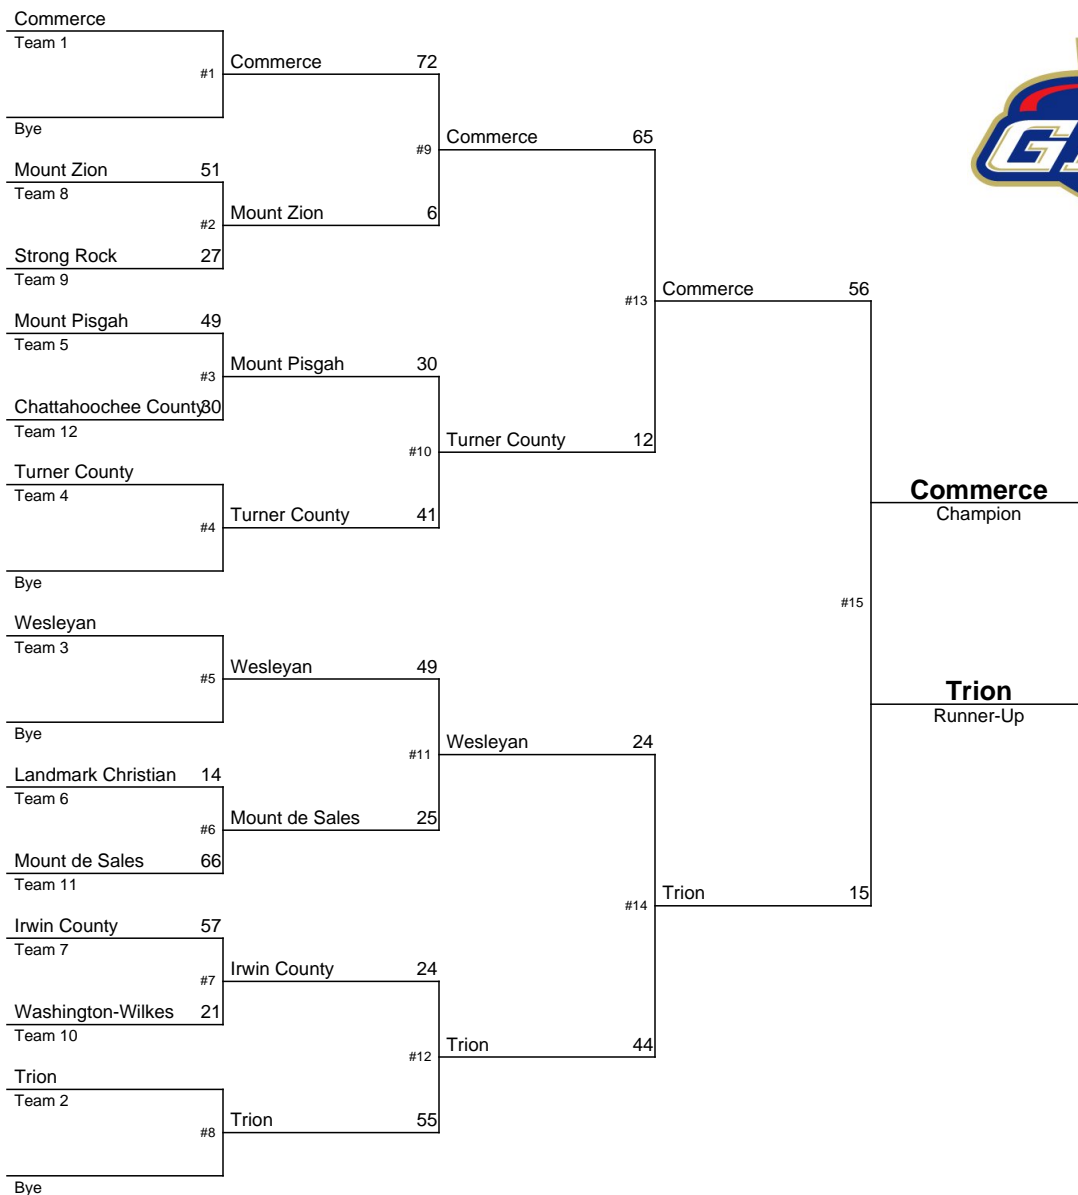 Commerce
Team 1
#1
Commerce 72
Bye
#9
Commerce 65
Mount Zion 51
Team 8
#2
Mount Zion 6
Strong Rock 27
Team 9
#13
Commerce 56
Mount Pisgah 49
Team 5
#3
Mount Pisgah 30
Chattahoochee County 30
Team 12
#10
Turner County 12
Turner County
Team 4
#4
Turner County 41
Bye
Commerce
Champion
#15
Wesleyan
Team 3
#5
Wesleyan 49
Bye
#11
Wesleyan 24
Trion
Runner-Up
Landmark Christian 14
Team 6
#6
Mount de Sales 25
Mount de Sales 66
Team 11
#14
Trion 15
Irwin County 57
Team 7
#7
Irwin County 24
Washington-Wilkes 21
Team 10
#12
Trion 44
Trion
Team 2
#8
Trion 55
Bye